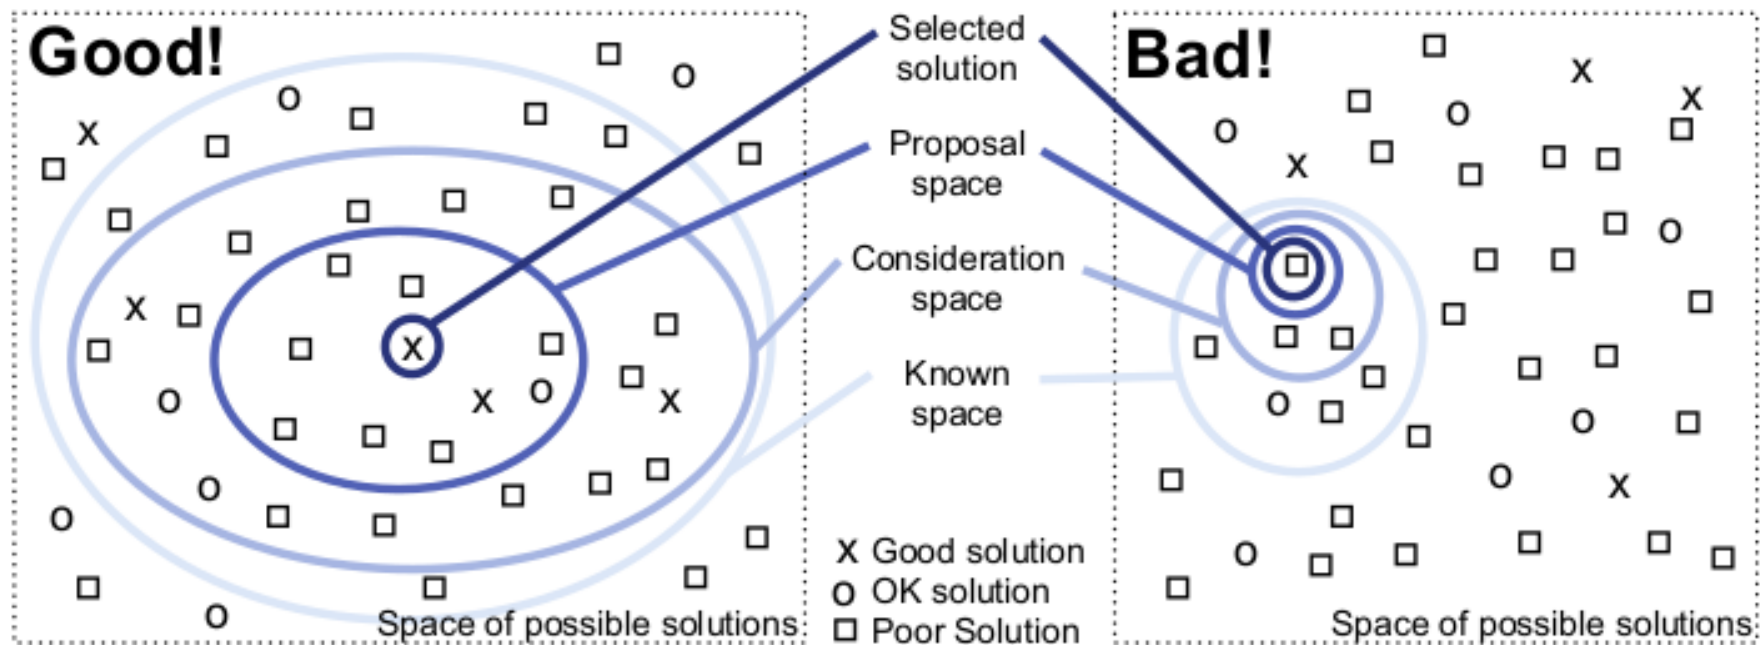 Good!
Selected
solution
Proposal
space
Consideration
space
Known
space
x Good solution
o OK solution
Poor Solution
Space of possible solutions
Bad!
Space of possible solutions